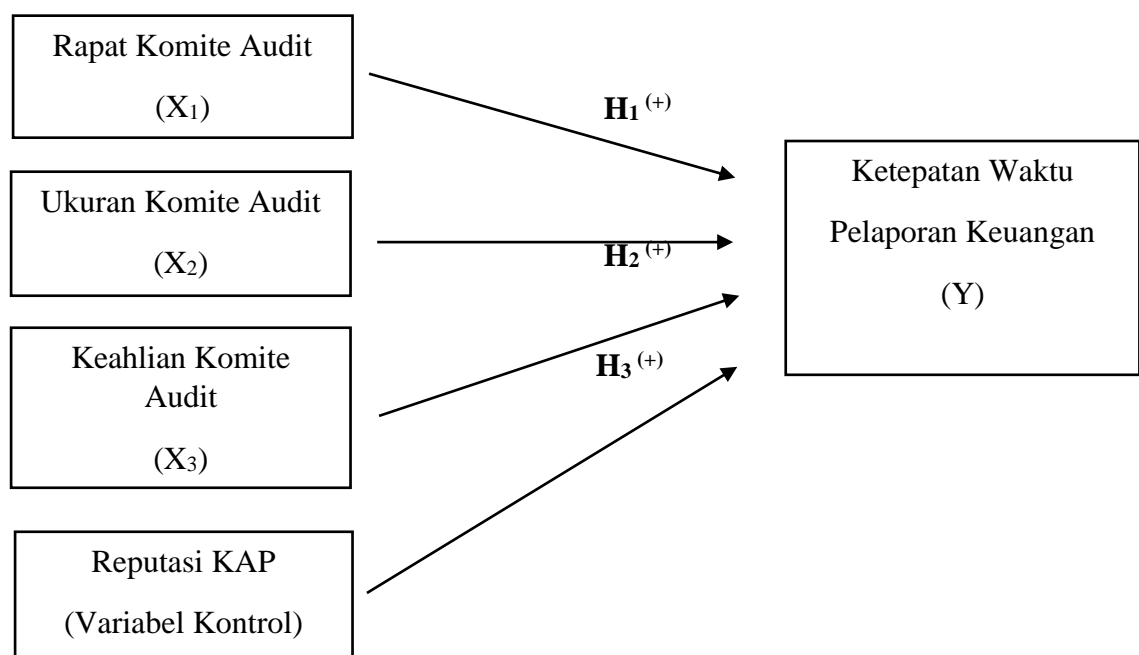 Rapat Komite Audit
(X1)
H1 (+)
Ukuran Komite Audit
(X2)
H2 (+)
Keahlian Komite
Audit
(X3)
H3 (+)
Reputasi KAP
(Variabel Kontrol)
Ketepatan Waktu
Pelaporan Keuangan
(Y)